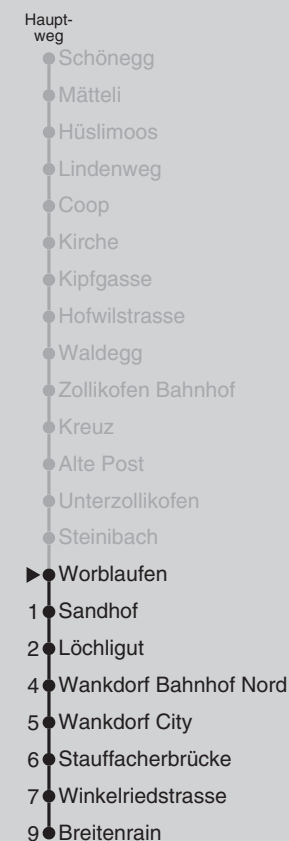 Haupt-
weg
Schönegg
Mätteli
Hüslimoos
Lindenweg
Coop
Kirche
Kipfgasse
Hofwilstrasse
Waldegg
Zollikofen Bahnhof
Kreuz
Alte Post
Unterzollikofen
Steinibach
Worblaufen
1 Sandhof
2 Löchligut
4 Wankdorf Bahnhof Nord
5 Wankdorf City
6 Stauffacherbrücke
7 Winkelriedstrasse
9 Breitenrain